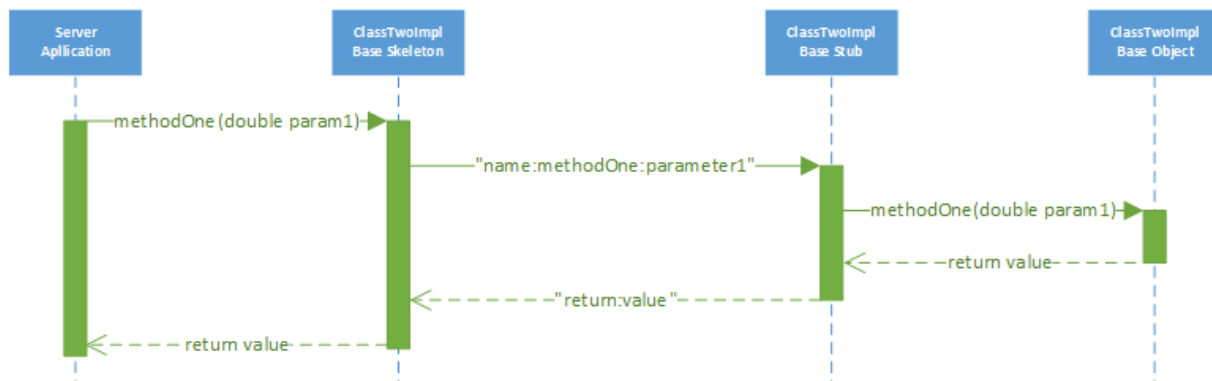 Server
Apllication
ClassTwoImpl
Base Skeleton
ClassTwoImpl
Base Stub
ClassTwoImpl
Base Object
methodOne(double param1)
"name:methodOne:parameter1"
methodOne(double param1)
return value
"return:value"
return value